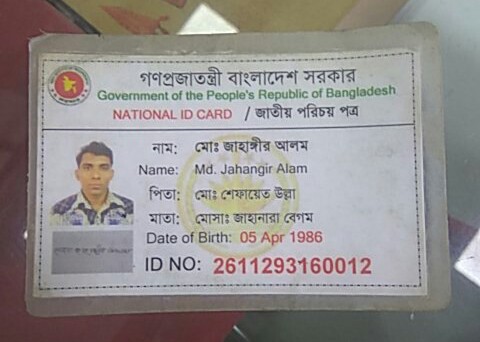 গণপ্রজাতন্ত্রী বাংলাদেশ সরকার
Government of the People's Republic of Bangladesh
NATIONAL ID CARD / জাতীয় পরিচয় পত্র
নাম: মোঃ জাহাঙ্গীর আলম
Name: Md. Jahangir Alam
পিতা: মোঃ শেফায়েত উল্লা
মাতা: মোসাঃ জাহানারা বেগম
Date of Birth: 05 Apr 1986
ID NO: 2611293160012